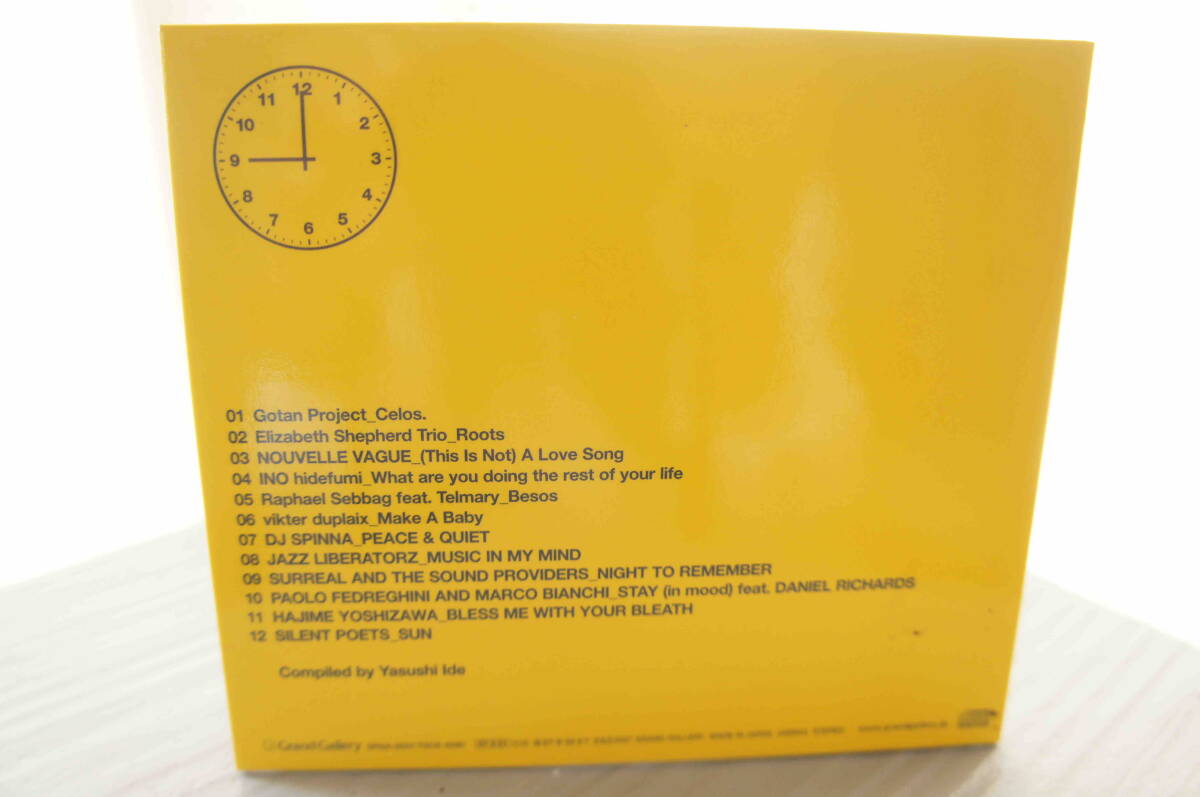 12
1
2
3
4
5
6
7
8
9
10
11
01 Gotan Project_Celos.
02 Elizabeth Shepherd Trio_Roots
03 NOUVELLE VAGUE_(This Is Not) A Love Song
04 INO hidefumi_What are you doing the rest of your life
05 Raphael Sebbag feat. Telmary_Besos
06 vikter duplaix_Make A Baby
07 DJ SPINNA_PEACE & QUIET
08 JAZZ LIBERATORZ_MUSIC IN MY MIND
09 SURREAL AND THE SOUND PROVIDERS_NIGHT TO REMEMBER
10 PAOLO FEDREGHINI AND MARCO BIANCHI_STAY (in mood) feat. DANIEL RICHARDS
11 HAJIME YOSHIZAWA_BLESS ME WITH YOUR BLEATH
12 SILENT POETS_SUN
Compiled by Yasushi Ide
Grand Gallery